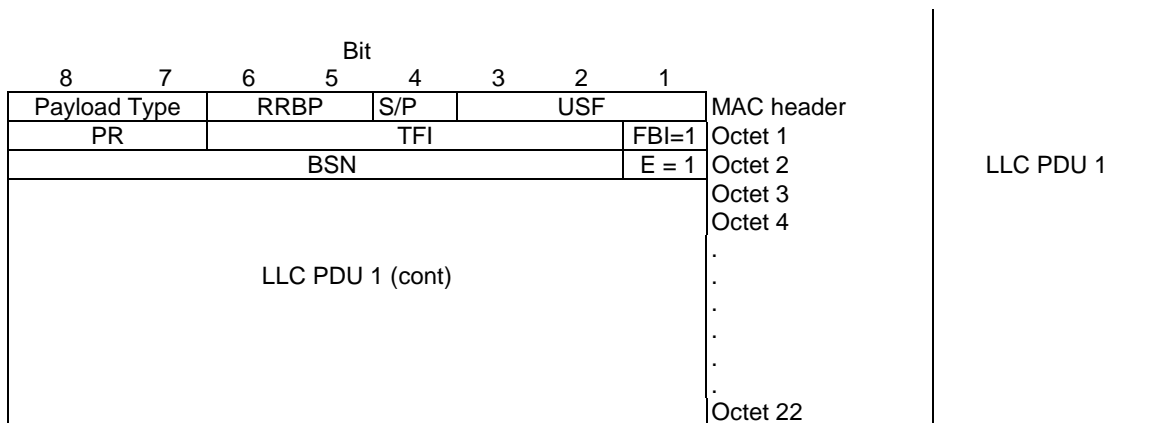 Bit
8 7 6 5 4 3 2 1
Payload Type RRBP S/P USF MAC header
PR TFI FBI=1 Octet 1
BSN E = 1 Octet 2 LLC PDU 1
Octet 3
Octet 4
.
LLC PDU 1 (cont) .
.
.
.
.
Octet 22